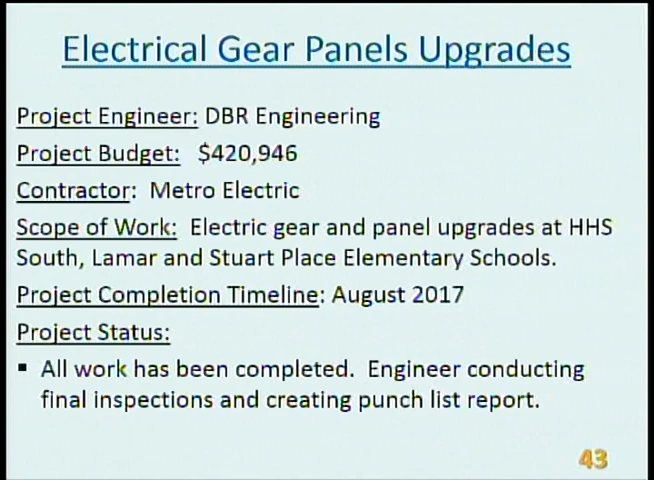 Electrical Gear Panels Upgrades
Project Engineer: DBR Engineering
Project Budget: $420,946
Contractor: Metro Electric
Scope of Work: Electric gear and panel upgrades at HHS
South, Lamar and Stuart Place Elementary Schools.
Project Completion Timeline: August 2017
Project Status:
▪ All work has been completed. Engineer conducting
final inspections and creating punch list report.
43